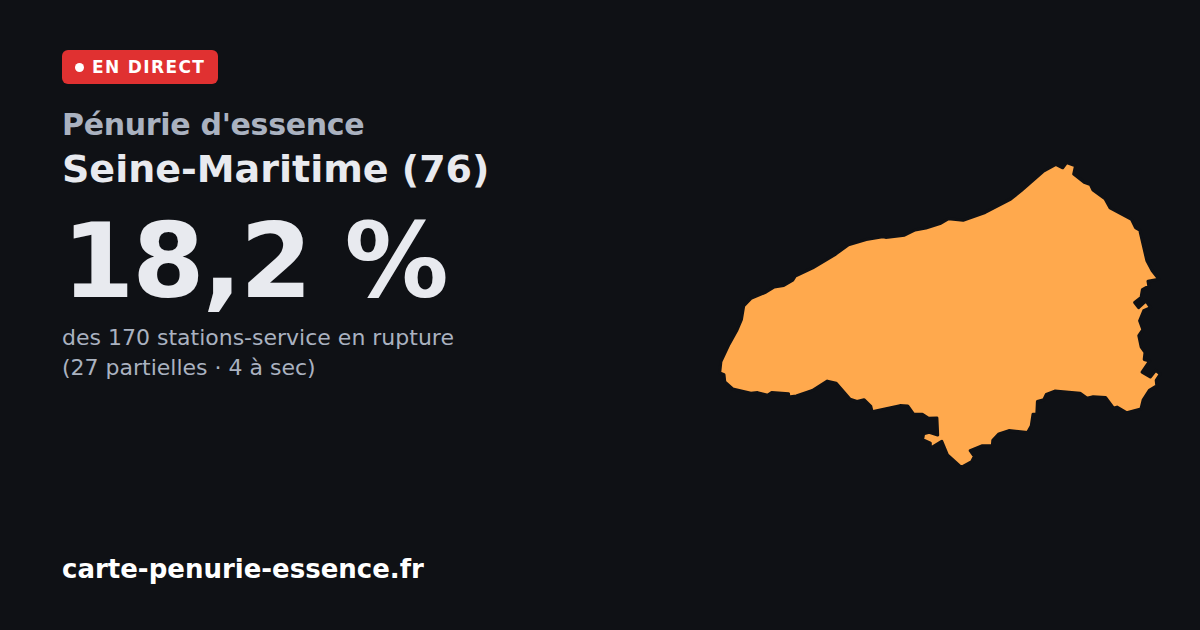 EN DIRECT
Pénurie d'essence
Seine-Maritime (76)
18,2 %
des 170 stations-service en rupture
(27 partielles · 4 à sec)
carte-penurie-essence.fr